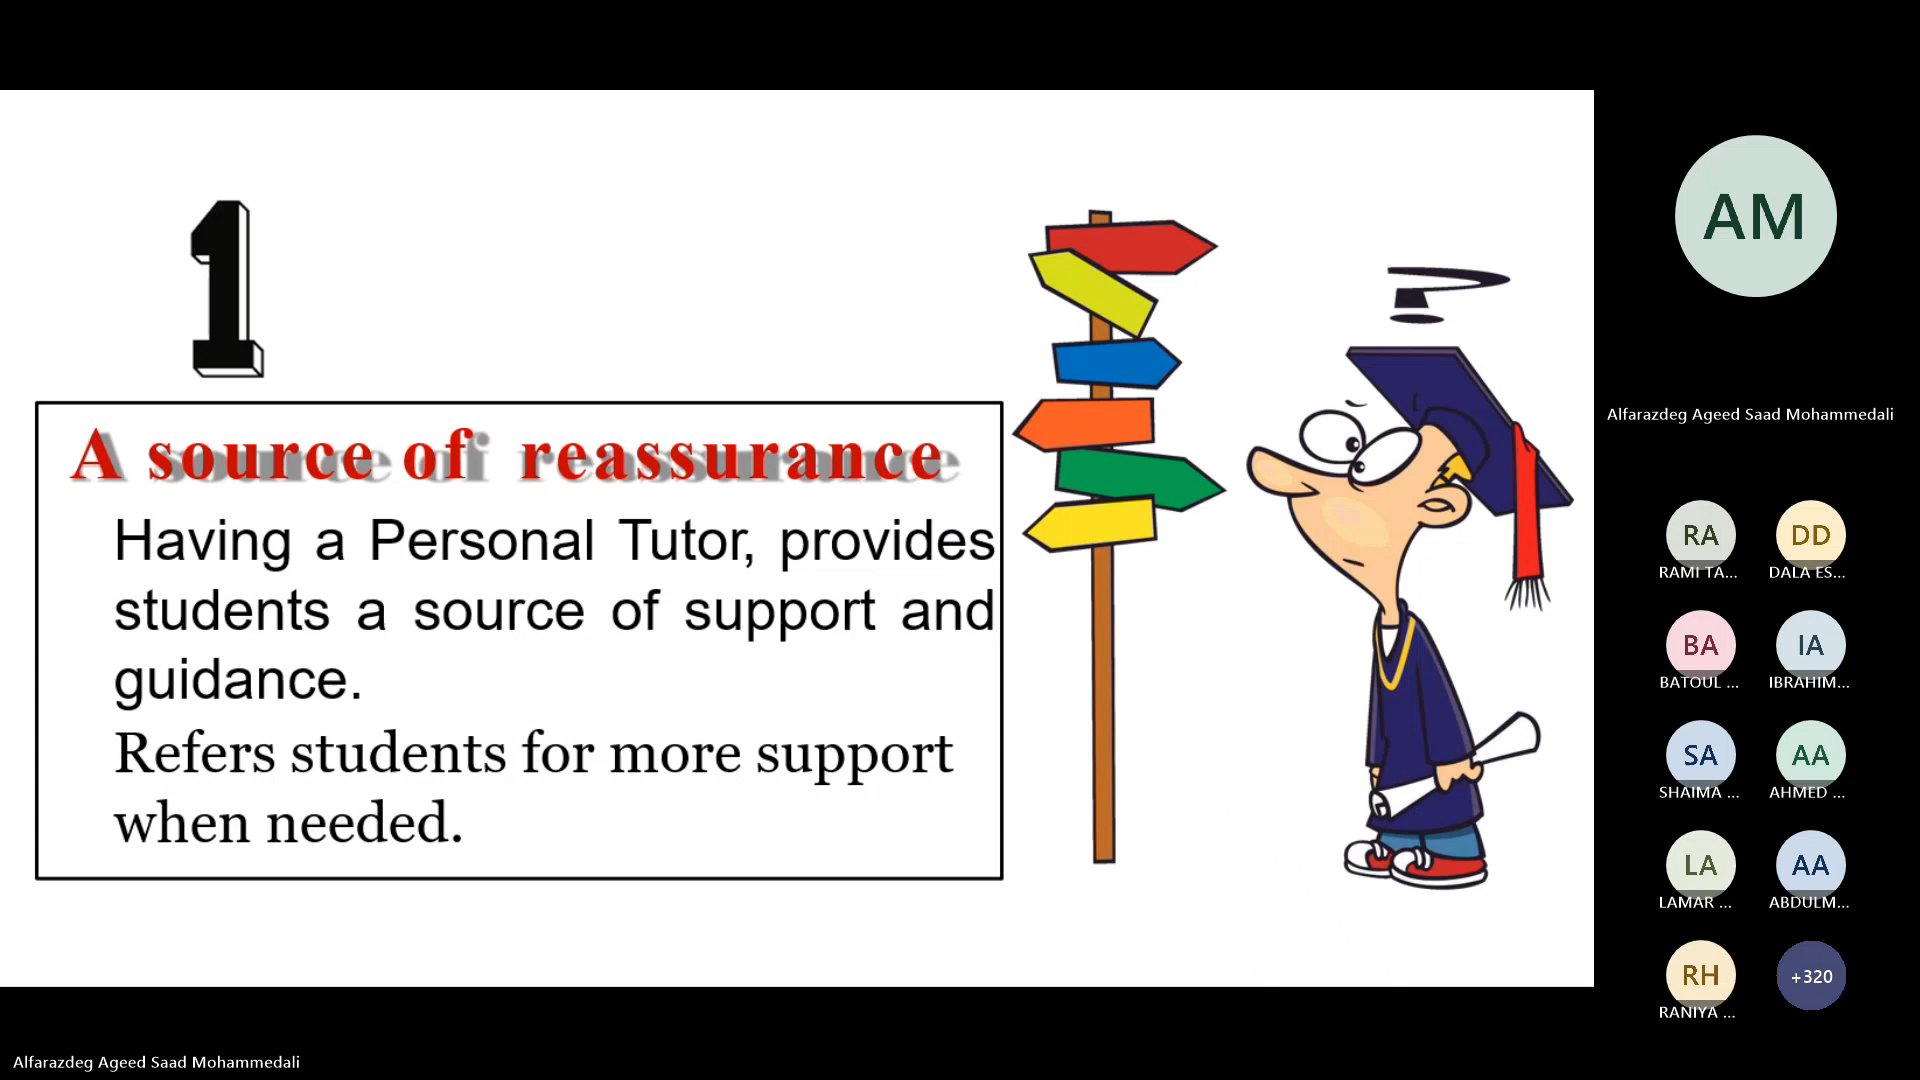 1
A source of reassurance
Having a Personal Tutor, provides
students a source of support and
guidance.
Refers students for more support
when needed.
AM
Alfarazdeg Ageed Saad Mohammedali
RA
RAMI TA...
DD
DALA ES...
BA
BATOUL ...
IA
IBRAHIM...
SA
SHAIMA ...
AA
AHMED ...
LA
LAMAR ...
AA
ABDULM...
RH
RANIYA ...
+320
Alfarazdeg Ageed Saad Mohammedali